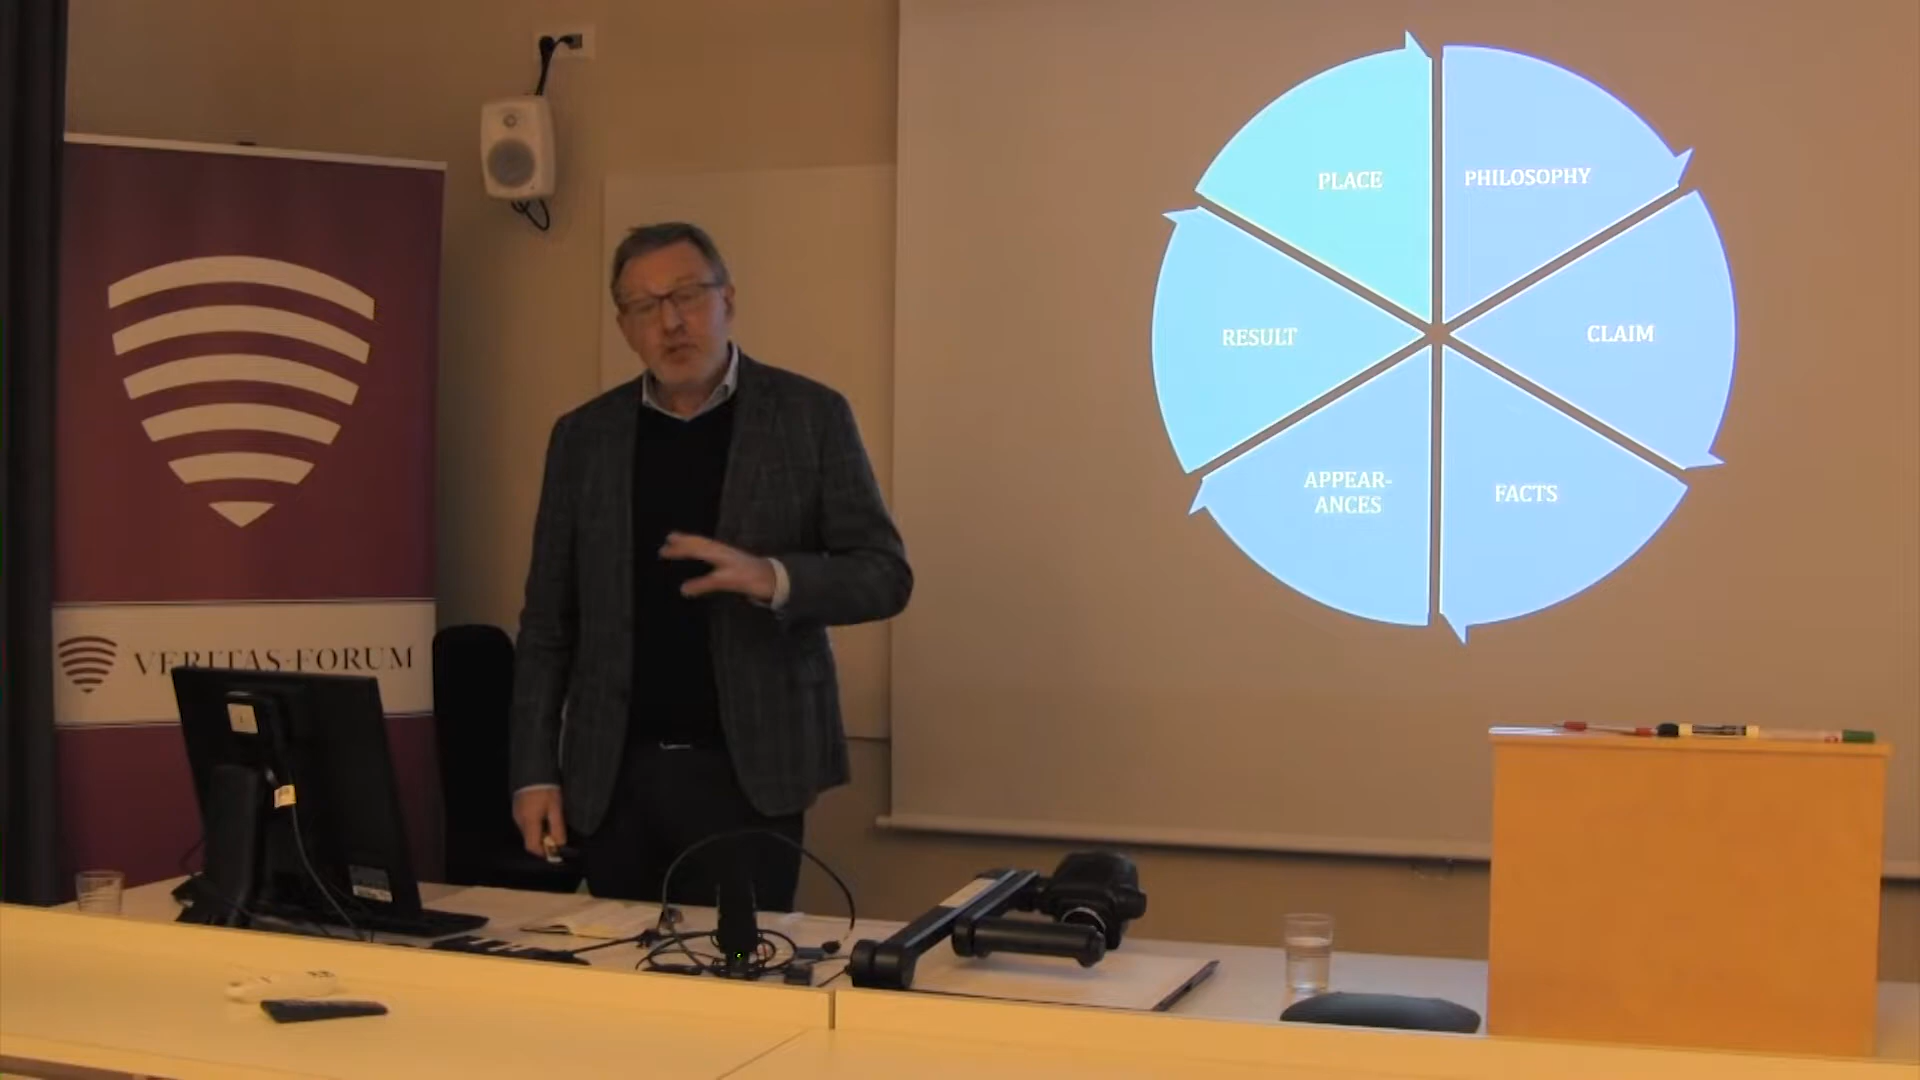 PLACE
PHILOSOPHY
RESULT
CLAIM
APPEAR-
ANCES
FACTS
VERITAS-FORUM